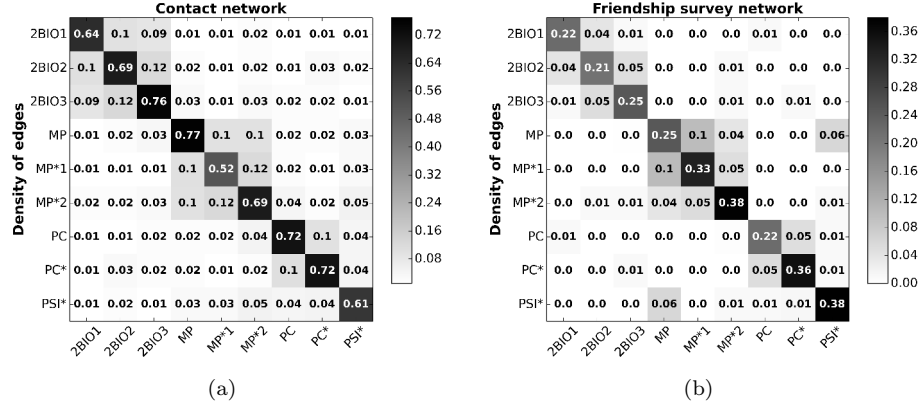 Contact network
Density of edges
2BIO1 0.64 0.1 0.09 0.01 0.01 0.02 0.01 0.01 0.01
2BIO2 0.1 0.69 0.12 0.02 0.01 0.02 0.01 0.03 0.02
2BIO3 0.09 0.12 0.76 0.03 0.01 0.03 0.02 0.02 0.01
MP 0.01 0.02 0.03 0.77 0.1 0.1 0.02 0.02 0.03
MP*1 0.01 0.01 0.01 0.1 0.52 0.12 0.02 0.01 0.03
MP*2 0.02 0.02 0.03 0.1 0.12 0.69 0.04 0.02 0.05
PC 0.01 0.01 0.02 0.02 0.02 0.04 0.72 0.1 0.04
PC* 0.01 0.03 0.02 0.02 0.01 0.02 0.1 0.72 0.04
PSI* 0.01 0.02 0.01 0.03 0.03 0.05 0.04 0.04 0.61
2BIO1 2BIO2 2BIO3 MP MP*1 MP*2 PC PC* PSI*
0.72
0.64
0.56
0.48
0.40
0.32
0.24
0.16
0.08
(a)
Friendship survey network
Density of edges
2BIO1 0.22 0.04 0.01 0.0 0.0 0.0 0.01 0.0 0.0
2BIO2 0.04 0.21 0.05 0.0 0.0 0.01 0.0 0.0 0.0
2BIO3 0.01 0.05 0.25 0.0 0.0 0.01 0.0 0.01 0.0
MP 0.0 0.0 0.0 0.25 0.1 0.04 0.0 0.0 0.06
MP*1 0.0 0.0 0.0 0.1 0.33 0.05 0.0 0.0 0.0
MP*2 0.0 0.01 0.01 0.04 0.05 0.38 0.0 0.0 0.01
PC 0.01 0.0 0.0 0.0 0.0 0.0 0.22 0.05 0.01
PC* 0.0 0.0 0.01 0.0 0.0 0.0 0.05 0.36 0.01
PSI* 0.0 0.0 0.0 0.06 0.0 0.01 0.01 0.01 0.38
2BIO1 2BIO2 2BIO3 MP MP*1 MP*2 PC PC* PSI*
0.36
0.32
0.28
0.24
0.20
0.16
0.12
0.08
0.04
0.00
(b)